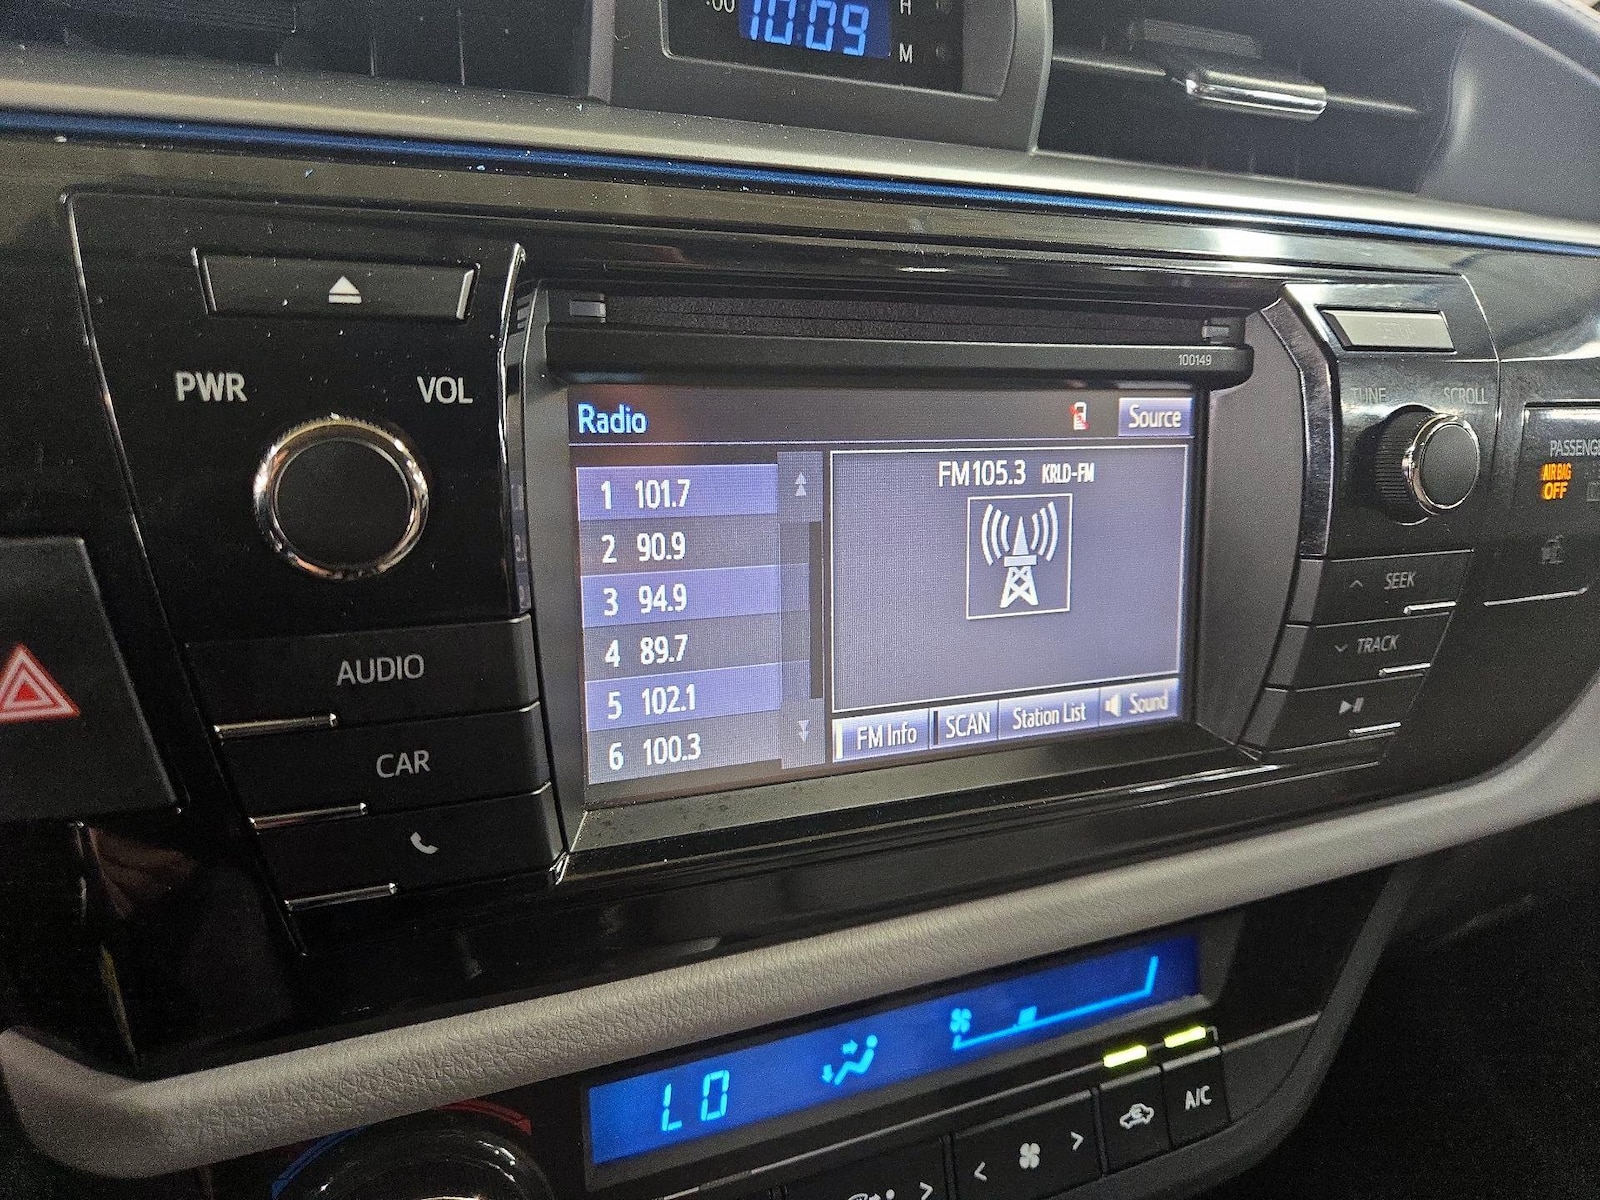 :00
10:09
H
M
PWR
VOL
100149
Radio
Source
1 101.7
2 90.9
3 94.9
4 89.7
5 102.1
6 100.3
FM105.3 KRLD-FM
FM Info
SCAN
Station List
Sound
TUNE
SCROLL
PASSENGE
AIR BAG
OFF
SEEK
TRACK
AUDIO
CAR
LO
A/C